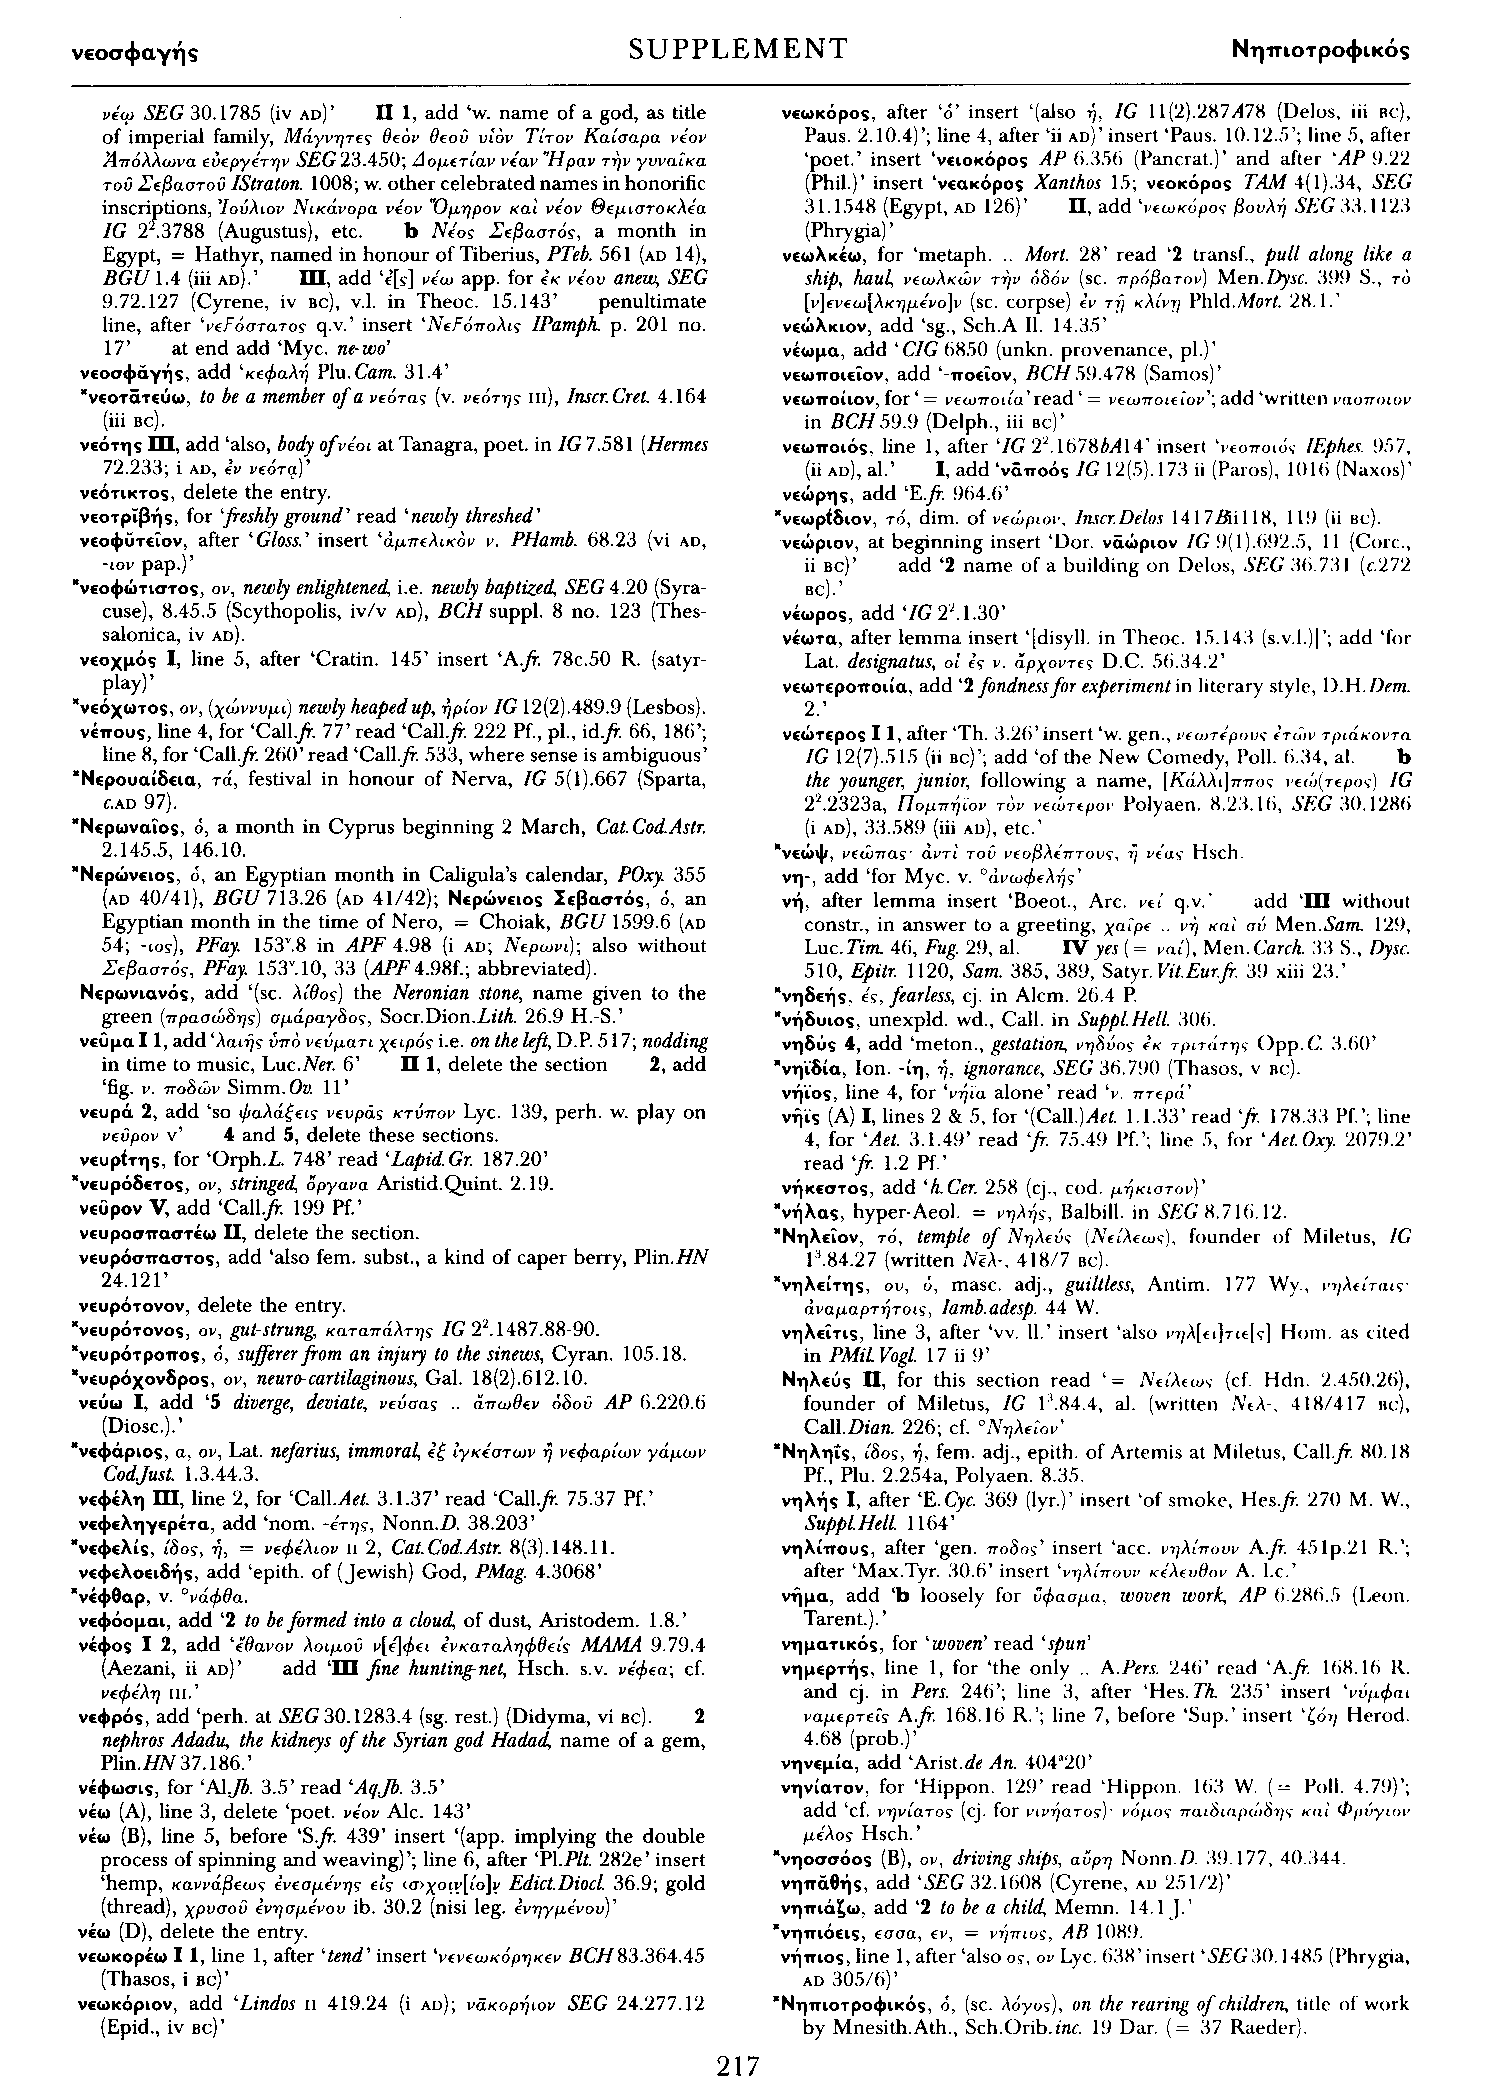 νεοσφαγής
SUPPLEMENT
Νηπιοτροφικός
νέῳ SEG 30.1785 (iv AD)’ II 1, add ‘w. name of a god, as title
of imperial family, Μάγνητες θεὸν θεοῦ υἱὸν Τίτον Καίσαρα νέον
Ἀπόλλωνα εὐεργέτην SEG 23.450; Δομετίαν νέαν Ἥραν τὴν γυναῖκα
τοῦ Σεβαστοῦ IStraton. 1008; w. other celebrated names in honorific
inscriptions, Ἰούλιον Νικάνορα νέον Ὅμηρον καὶ νέον Θεμιστοκλέα
IG 2².3788 (Augustus), etc. b Νέος Σεβαστός, a month in
Egypt, = Hathyr, named in honour of Tiberius, PTeb. 561 (AD 14),
BGU 1.4 (iii AD).’ III, add ‘ἐ[ς] νέω app. for ἐκ νέου anew, SEG
9.72.127 (Cyrene, iv BC), v.l. in Theoc. 15.143’ penultimate
line, after ‘νεϜόστατος q.v.’ insert ‘ΝεϜόπολις IPamph. p. 201 no.
17’ at end add ‘Myc. ne-wo’
νεοσφᾰγής, add ‘κεφαλή Plu.Cam. 31.4’
*νεοτᾱτεύω, to be a member of a νεότας (v. νεότης III), Inscr.Cret. 4.164
(iii BC).
νεότης III, add ‘also, body of νέοι at Tanagra, poet. in IG 7.581 (Hermes
72.233; i AD, ἐν νεότᾳ)’
νεότικτος, delete the entry.
νεοτρῐβής, for ‘freshly ground’ read ‘newly threshed’
νεοφῠτεῖον, after ‘Gloss.’ insert ‘ἀμπελικὸν ν. PHamb. 68.23 (vi AD,
-ιον pap.)’
*νεοφώτιστος, ον, newly enlightened, i.e. newly baptized, SEG 4.20 (Syra-
cuse), 8.45.5 (Scythopolis, iv/v AD), BCH suppl. 8 no. 123 (Thes-
salonica, iv AD).
νεοχμός I, line 5, after ‘Cratin. 145’ insert ‘A.fr. 78c.50 R. (satyr-
play)’
*νεόχωτος, ον, (χώννυμι) newly heaped up, ἠρίον IG 12(2).489.9 (Lesbos).
νέπους, line 4, for ‘Call.fr. 77’ read ‘Call.fr. 222 Pf., pl., id.fr. 66, 186’;
line 8, for ‘Call.fr. 260’ read ‘Call.fr. 533, where sense is ambiguous’
*Νερουαίδεια, τά, festival in honour of Nerva, IG 5(1).667 (Sparta,
c.AD 97).
*Νερωναῖος, ὁ, a month in Cyprus beginning 2 March, Cat.Cod.Astr.
2.145.5, 146.10.
*Νερώνειος, ὁ, an Egyptian month in Caligula’s calendar, POxy. 355
(AD 40/41), BGU 713.26 (AD 41/42); Νερώνειος Σεβαστός, ὁ, an
Egyptian month in the time of Nero, = Choiak, BGU 1599.6 (AD
54; -ιος), PFay. 153ᵛ.8 in APF 4.98 (i AD; Νερωνι); also without
Σεβαστός, PFay. 153ᵛ.10, 33 (APF 4.98f.; abbreviated).
Νερωνιανός, add ‘(sc. λίθος) the Neronian stone, name given to the
green (πρασώδης) σμάραγδος, Socr.Dion.Lith. 26.9 H.-S.’
νεῦμα I 1, add ‘λαιῆς ὑπὸ νεύματι χειρός i.e. on the left, D.P. 517; nodding
in time to music, Luc.Ner. 6’ II 1, delete the section 2, add
‘fig. ν. ποδῶν Simm.Ov. 11’
νευρά 2, add ‘so ψαλάξεις νευρᾶς κτύπον Lyc. 139, perh. w. play on
νεῦρον v’ 4 and 5, delete these sections.
νευρίτης, for ‘Orph.L. 748’ read ‘Lapid.Gr. 187.20’
*νευρόδετος, ον, stringed, ὄργανα Aristid.Quint. 2.19.
νεῦρον V, add ‘Call.fr. 199 Pf.’
νευροσπαστέω II, delete the section.
νευρόσπαστος, add ‘also fem. subst., a kind of caper berry, Plin.HN
24.121’
νευρότονον, delete the entry.
*νευρότονος, ον, gut-strung, καταπάλτης IG 2².1487.88-90.
*νευρότροπος, ὁ, sufferer from an injury to the sinews, Cyran. 105.18.
*νευρόχονδρος, ον, neuro-cartilaginous, Gal. 18(2).612.10.
νεύω I, add ‘5 diverge, deviate, νεύσας .. ἄπωθεν ὁδοῦ AP 6.220.6
(Diosc.).’
*νεφάριος, α, ον, Lat. nefarius, immoral, ἐξ ἰγκέστων ἢ νεφαρίων γάμων
Cod.Just. 1.3.44.3.
νεφέλη III, line 2, for ‘Call.Aet. 3.1.37’ read ‘Call.fr. 75.37 Pf.’
νεφεληγερέτα, add ‘nom. -έτης, Nonn.D. 38.203’
*νεφελίς, ίδος, ἡ, = νεφέλιον II 2, Cat.Cod.Astr. 8(3).148.11.
νεφελοειδής, add ‘epith. of (Jewish) God, PMag. 4.3068’
*νέφθαρ, v. °νάφθα.
νεφόομαι, add ‘2 to be formed into a cloud, of dust, Aristodem. 1.8.’
νέφος I 2, add ‘ἔθανον λοιμοῦ ν[έ]φει ἐνκαταληφθείς MAMA 9.79.4
(Aezani, ii AD)’ add ‘III fine hunting-net, Hsch. s.v. νέφεα; cf.
νεφέλη III.’
νεφρός, add ‘perh. at SEG 30.1283.4 (sg. rest.) (Didyma, vi BC). 2
nephros Adadu, the kidneys of the Syrian god Hadad, name of a gem,
Plin.HN 37.186.’
νέφωσις, for ‘Al.Jb. 3.5’ read ‘Aq.Jb. 3.5’
νέω (A), line 3, delete ‘poet. νέον Alc. 143’
νέω (B), line 5, before ‘S.fr. 439’ insert ‘(app. implying the double
process of spinning and weaving)’; line 6, after ‘Pl.Plt. 282e’ insert
‘hemp, καννάβεως ἐνεσμένης εἰς ‹σ›χοιν[ίο]ν Edict.Diocl. 36.9; gold
(thread), χρυσοῦ ἐνησμένου ib. 30.2 (nisi leg. ἐνηγμένου)’
νέω (D), delete the entry.
νεωκορέω I 1, line 1, after ‘tend’ insert ‘νενεωκόρηκεν BCH 83.364.45
(Thasos, i BC)’
νεωκόριον, add ‘Lindos II 419.24 (i AD); νᾱκορήιον SEG 24.277.12
(Epid., iv BC)’
νεωκόρος, after ‘ὁ’ insert ‘(also ἡ, IG 11(2).287A78 (Delos, iii BC),
Paus. 2.10.4)’; line 4, after ‘ii AD)’ insert ‘Paus. 10.12.5’; line 5, after
‘poet.’ insert ‘νειοκόρος AP 6.356 (Pancrat.)’ and after ‘AP 9.22
(Phil.)’ insert ‘νεακόρος Xanthos 15; νεοκόρος TAM 4(1).34, SEG
31.1548 (Egypt, AD 126)’ II, add ‘νεωκόρος βουλή SEG 33.1123
(Phrygia)’
νεωλκέω, for ‘metaph. .. Mort. 28’ read ‘2 transf., pull along like a
ship, haul, νεωλκῶν τὴν ὁδόν (sc. πρόβατον) Men.Dysc. 399 S., τὸ
[ν]ενεω[λκημένο]ν (sc. corpse) ἐν τῇ κλίνῃ Phld.Mort. 28.1.’
νεώλκιον, add ‘sg., Sch.A Il. 14.35’
νέωμα, add ‘CIG 6850 (unkn. provenance, pl.)’
νεωποιεῖον, add ‘-ποεῖον, BCH 59.478 (Samos)’
νεωποίιον, for ‘= νεωποιία’ read ‘= νεωποιεῖον’; add ‘written ναοποιον
in BCH 59.9 (Delph., iii BC)’
νεωποιός, line 1, after ‘IG 2².1678bA14’ insert ‘νεοποιός IEphes. 957,
(ii AD), al.’ I, add ‘νᾱποός IG 12(5).173 ii (Paros), 1016 (Naxos)’
νεώρης, add ‘E.fr. 964.6’
*νεωρίδιον, τό, dim. of νεώριον, Inscr.Délos 1417Bii118, 119 (ii BC).
νεώριον, at beginning insert ‘Dor. νᾱώριον IG 9(1).692.5, 11 (Corc.,
ii BC)’ add ‘2 name of a building on Delos, SEG 36.731 (c.272
BC).’
νέωρος, add ‘IG 2².1.30’
νέωτα, after lemma insert ‘[disyll. in Theoc. 15.143 (s.v.l.)]’; add ‘for
Lat. designatus, οἱ ἐς ν. ἄρχοντες D.C. 56.34.2’
νεωτεροποιία, add ‘2 fondness for experiment in literary style, D.H.Dem.
2.’
νεώτερος I 1, after ‘Th. 3.26’ insert ‘w. gen., νεωτέρους ἐτῶν τριάκοντα
IG 12(7).515 (ii BC)’; add ‘of the New Comedy, Poll. 6.34, al. b
the younger, junior, following a name, [Κάλλι]ππος νεώ(τερος) IG
2².2323a, Πομπήϊον τὸν νεώτερον Polyaen. 8.23.16, SEG 30.1286
(i AD), 33.589 (iii AD), etc.’
*νεώψ, νεῶπας· ἀντὶ τοῦ νεοβλέπτους, ἢ νέας Hsch.
νη-, add ‘for Myc. v. °ἀνωφελής’
νή, after lemma insert ‘Boeot., Arc. νεί q.v.’ add ‘III without
constr., in answer to a greeting, χαῖρε .. νὴ καὶ σύ Men.Sam. 129,
Luc.Tim. 46, Fug. 29, al. IV yes (= ναί), Men.Carch. 33 S., Dysc.
510, Epitr. 1120, Sam. 385, 389, Satyr.Vit.Eur.fr. 39 xiii 23.’
*νηδεής, ές, fearless, cj. in Alcm. 26.4 P.
*νήδυιος, unexpld. wd., Call. in Suppl.Hell. 306.
νηδύς 4, add ‘meton., gestation, νηδύος ἐκ τριτάτης Opp.C. 3.60’
*νηϊδία, Ion. -ίη, ἡ, ignorance, SEG 36.790 (Thasos, v BC).
νήϊος, line 4, for ‘νήϊα alone’ read ‘ν. πτερά’
νῆϊς (A) I, lines 2 & 5, for ‘(Call.)Aet. 1.1.33’ read ‘fr. 178.33 Pf.’; line
4, for ‘Aet. 3.1.49’ read ‘fr. 75.49 Pf.’; line 5, for ‘Aet.Oxy. 2079.2’
read ‘fr. 1.2 Pf.’
νήκεστος, add ‘h.Cer. 258 (cj., cod. μήκιστον)’
*νήλας, hyper-Aeol. = νηλής, Balbill. in SEG 8.716.12.
*Νηλεῖον, τό, temple of Νηλεύς (Νείλεως), founder of Miletus, IG
1³.84.27 (written Νε̄λ-, 418/7 BC).
*νηλείτης, ου, ὁ, masc. adj., guiltless, Antim. 177 Wy., νηλείταις·
ἀναμαρτήτοις, Iamb.adesp. 44 W.
νηλεῖτις, line 3, after ‘vv. ll.’ insert ‘also νηλ[ει]τιε[ς] Hom. as cited
in PMil.Vogl. 17 ii 9’
Νηλεύς II, for this section read ‘= Νείλεως (cf. Hdn. 2.450.26),
founder of Miletus, IG 1³.84.4, al. (written Νελ-, 418/417 BC),
Call.Dian. 226; cf. °Νηλεῖον’
*Νηληΐς, ίδος, ἡ, fem. adj., epith. of Artemis at Miletus, Call.fr. 80.18
Pf., Plu. 2.254a, Polyaen. 8.35.
νηλής I, after ‘E.Cyc. 369 (lyr.)’ insert ‘of smoke, Hes.fr. 270 M. W.,
Suppl.Hell. 1164’
νηλίπους, after ‘gen. ποδος’ insert ‘acc. νηλίπουν A.fr. 451p.21 R.’;
after ‘Max.Tyr. 30.6’ insert ‘νηλίπουν κέλευθον A. l.c.’
νῆμα, add ‘b loosely for ὕφασμα, woven work, AP 6.286.5 (Leon.
Tarent.).’
νηματικός, for ‘woven’ read ‘spun’
νημερτής, line 1, for ‘the only .. A.Pers. 246’ read ‘A.fr. 168.16 R.
and cj. in Pers. 246’; line 3, after ‘Hes.Th. 235’ insert ‘νύμφαι
ναμερτεῖς A.fr. 168.16 R.’; line 7, before ‘Sup.’ insert ‘ζόη Herod.
4.68 (prob.)’
νηνεμία, add ‘Arist.de An. 404ᵃ20’
νηνίατον, for ‘Hippon. 129’ read ‘Hippon. 163 W. (= Poll. 4.79)’;
add ‘cf. νηνίατος (cj. for νινήατος)· νόμος παιδιαρώδης καὶ Φρύγιον
μέλος Hsch.’
*νηοσσόος (B), ον, driving ships, αὔρη Nonn.D. 39.177, 40.344.
νηπᾰθής, add ‘SEG 32.1608 (Cyrene, AD 251/2)’
νηπιάζω, add ‘2 to be a child, Memn. 14.1 J.’
*νηπιόεις, εσσα, εν, = νήπιος, AB 1089.
νήπιος, line 1, after ‘also ος, ον Lyc. 638’ insert ‘SEG 30.1485 (Phrygia,
AD 305/6)’
*Νηπιοτροφικός, ὁ, (sc. λόγος), on the rearing of children, title of work
by Mnesith.Ath., Sch.Orib.inc. 19 Dar. (= 37 Raeder).
217